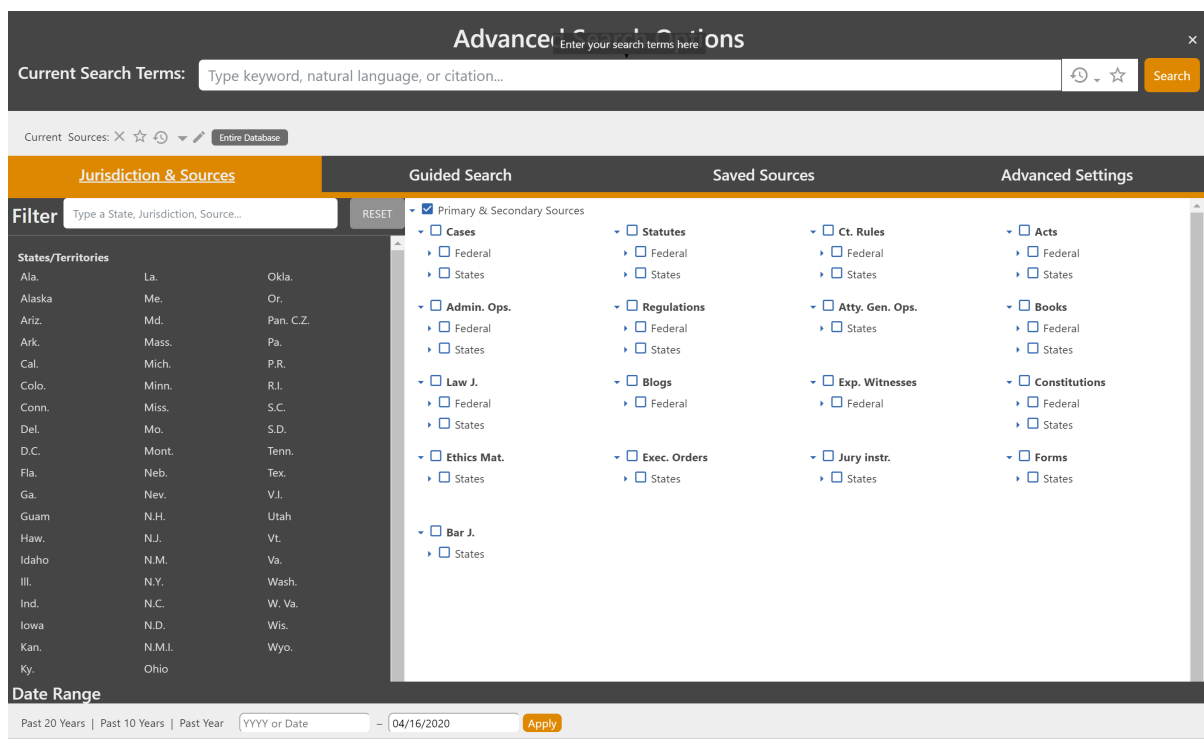 Advanced Search Options
Enter your search terms here
×
Current Search Terms: Type keyword, natural language, or citation... Search
Current Sources: Entire Database
Jurisdiction & Sources Guided Search Saved Sources Advanced Settings
Filter Type a State, Jurisdiction, Source... RESET
States/Territories
Ala. La. Okla.
Alaska Me. Or.
Ariz. Md. Pan. C.Z.
Ark. Mass. Pa.
Cal. Mich. P.R.
Colo. Minn. R.I.
Conn. Miss. S.C.
Del. Mo. S.D.
D.C. Mont. Tenn.
Fla. Neb. Tex.
Ga. Nev. V.I.
Guam N.H. Utah
Haw. N.J. Vt.
Idaho N.M. Va.
Ill. N.Y. Wash.
Ind. N.C. W. Va.
Iowa N.D. Wis.
Kan. N.M.I. Wyo.
Ky. Ohio
Primary & Secondary Sources
Cases Statutes Ct. Rules Acts
Federal Federal Federal Federal
States States States States
Admin. Ops. Regulations Atty. Gen. Ops. Books
Federal Federal States Federal
States States States
Law J. Blogs Exp. Witnesses Constitutions
Federal Federal Federal Federal
States States
Ethics Mat. Exec. Orders Jury instr. Forms
States States States States
Bar J.
States
Date Range
Past 20 Years | Past 10 Years | Past Year YYYY or Date – 04/16/2020 Apply